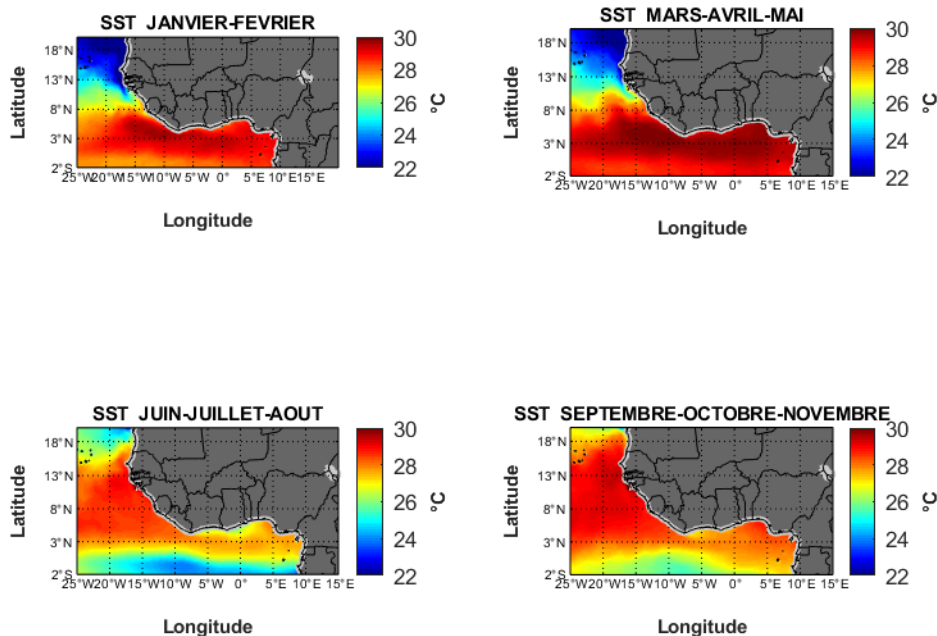 SST JANVIER-FEVRIER
SST MARS-AVRIL-MAI
18°N
13°N
8°N
3°N
2°S
Latitude
25°W20°W15°W10°W5°W 0° 5°E 10°E15°E
Longitude
30
28
26
24
22
°C
18°N
13°N
8°N
3°N
2°S
Latitude
25°W20°W15°W10°W 5°W 0° 5°E 10°E 15°E
Longitude
30
28
26
24
22
°C
SST JUIN-JUILLET-AOUT
SST SEPTEMBRE-OCTOBRE-NOVEMBRE
18°N
13°N
8°N
3°N
2°S
Latitude
25°W20°W15°W10°W 5°W 0° 5°E 10°E 15°E
Longitude
30
28
26
24
22
°C
18°N
13°N
8°N
3°N
2°S
Latitude
25°W20°W15°W10°W 5°W 0° 5°E 10°E 15°E
Longitude
30
28
26
24
22
°C